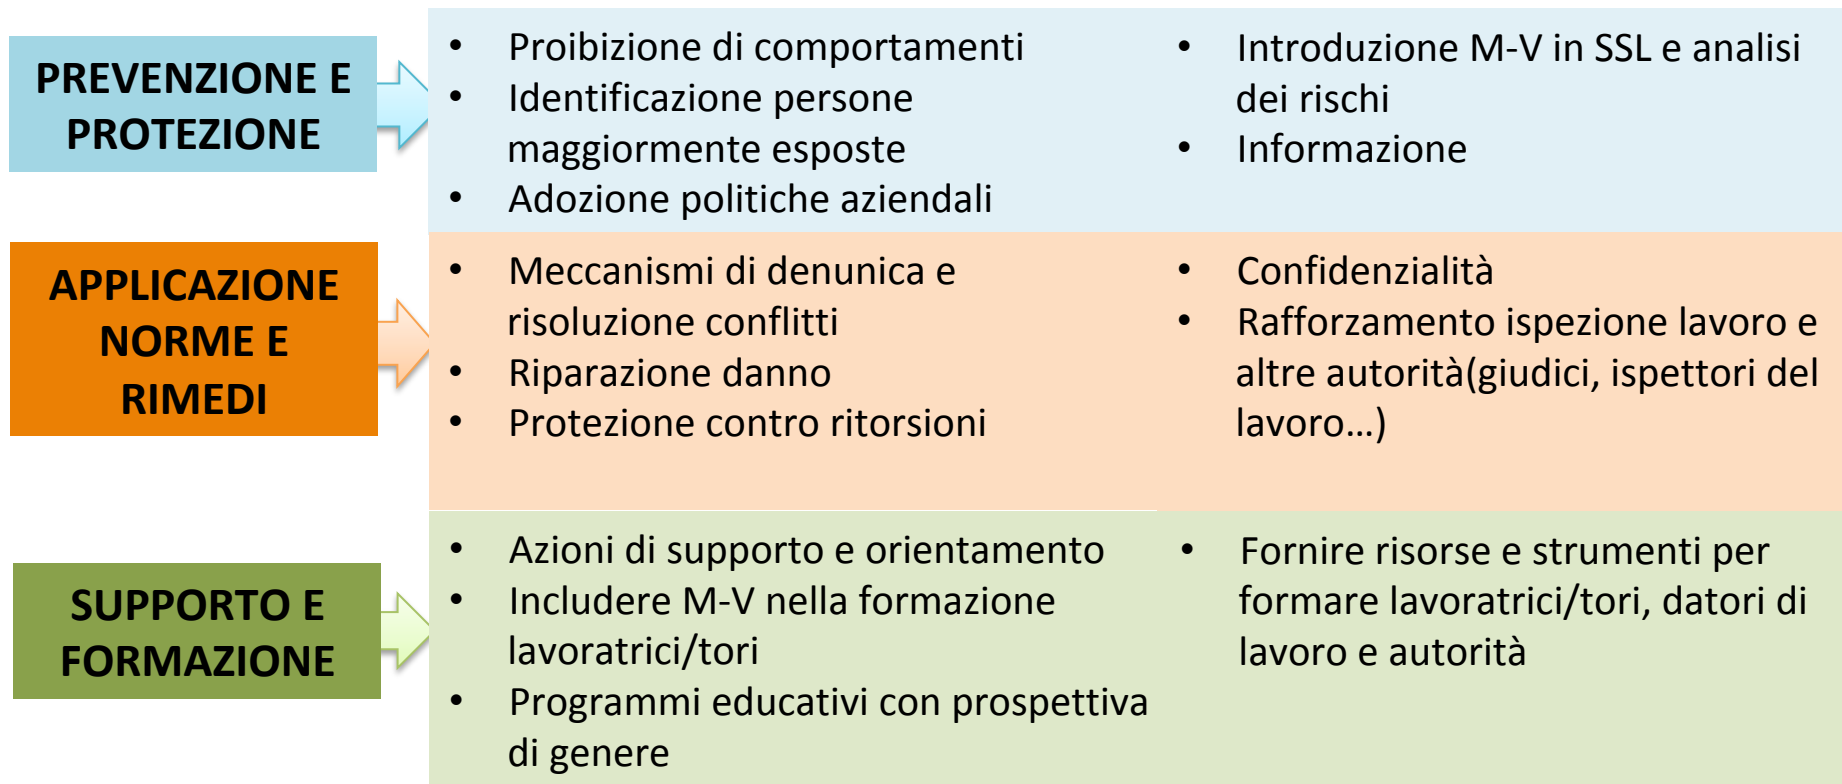 PREVENZIONE E
PROTEZIONE
• Proibizione di comportamenti
• Identificazione persone
maggiormente esposte
• Adozione politiche aziendali
• Introduzione M-V in SSL e analisi
dei rischi
• Informazione
APPLICAZIONE
NORME E
RIMEDI
• Meccanismi di denunica e
risoluzione conflitti
• Riparazione danno
• Protezione contro ritorsioni
• Confidenzialità
• Rafforzamento ispezione lavoro e
altre autorità(giudici, ispettori del
lavoro...)
SUPPORTO E
FORMAZIONE
• Azioni di supporto e orientamento
• Includere M-V nella formazione
lavoratrici/tori
• Programmi educativi con prospettiva
di genere
• Fornire risorse e strumenti per
formare lavoratrici/tori, datori di
lavoro e autorità